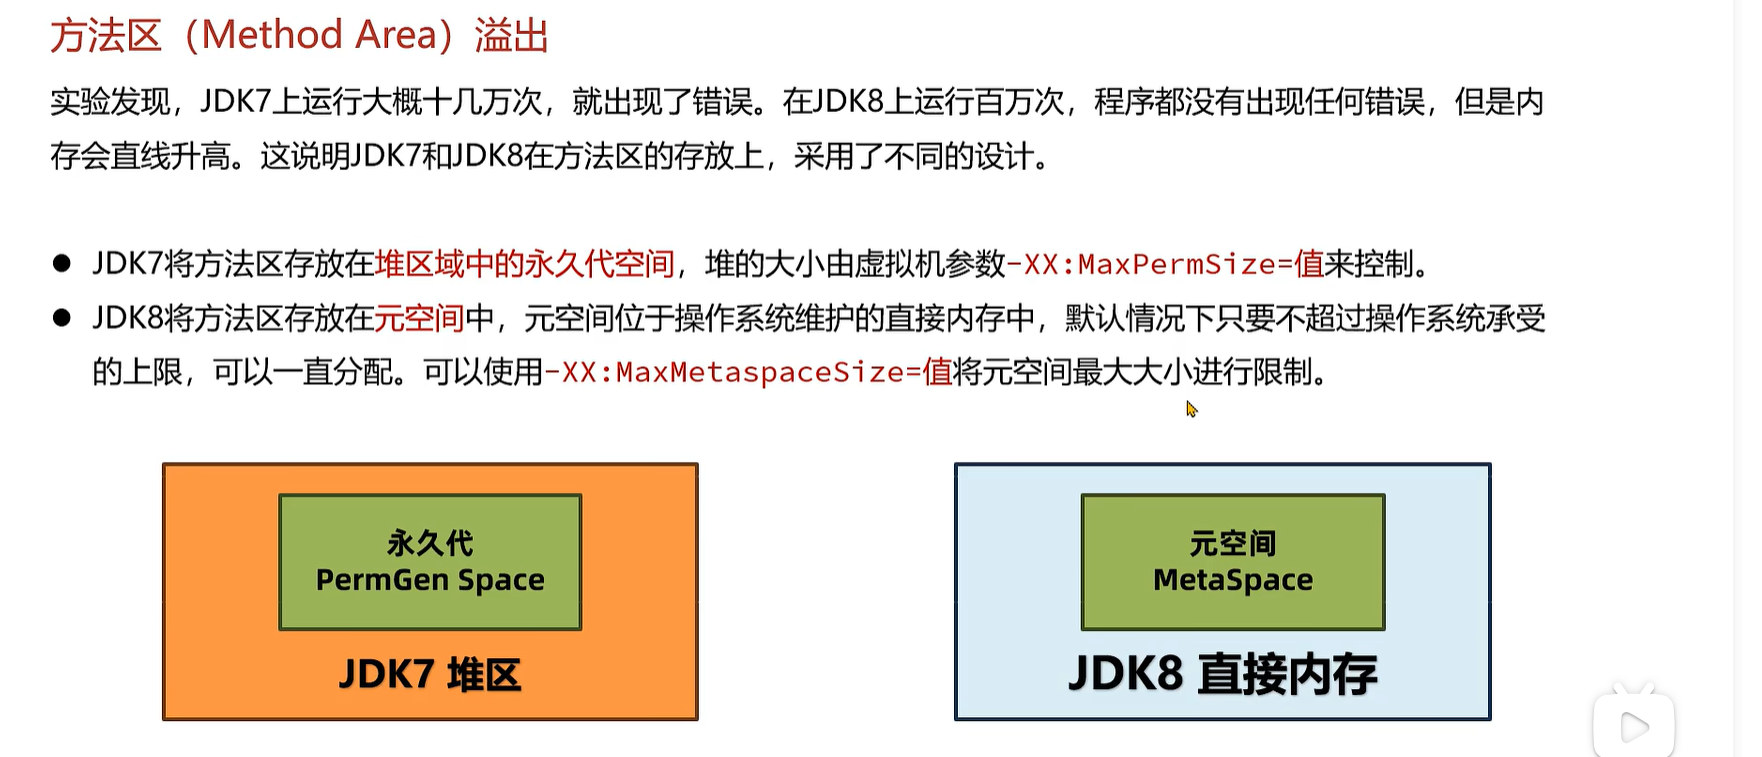 方法区（Method Area）溢出
实验发现，JDK7上运行大概十几万次，就出现了错误。在JDK8上运行百万次，程序都没有出现任何错误，但是内
存会直线升高。这说明JDK7和JDK8在方法区的存放上，采用了不同的设计。
● JDK7将方法区存放在堆区域中的永久代空间，堆的大小由虚拟机参数-XX:MaxPermSize=值来控制。
● JDK8将方法区存放在元空间中，元空间位于操作系统维护的直接内存中，默认情况下只要不超过操作系统承受
的上限，可以一直分配。可以使用-XX:MaxMetaspaceSize=值将元空间最大大小进行限制。
永久代
PermGen Space
JDK7 堆区
元空间
MetaSpace
JDK8 直接内存